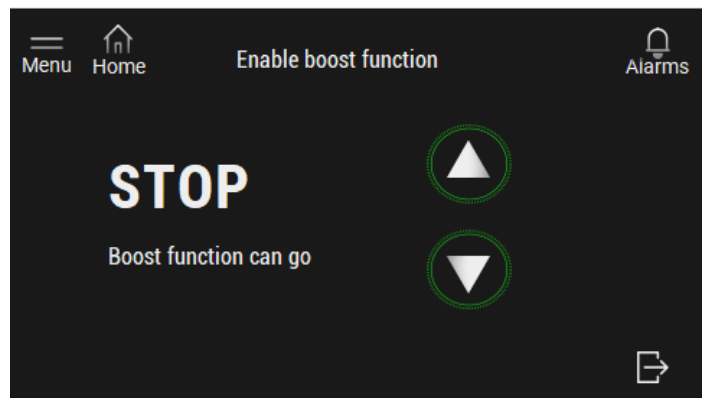 Menu
Home
Enable boost function
Alarms
STOP
Boost function can go